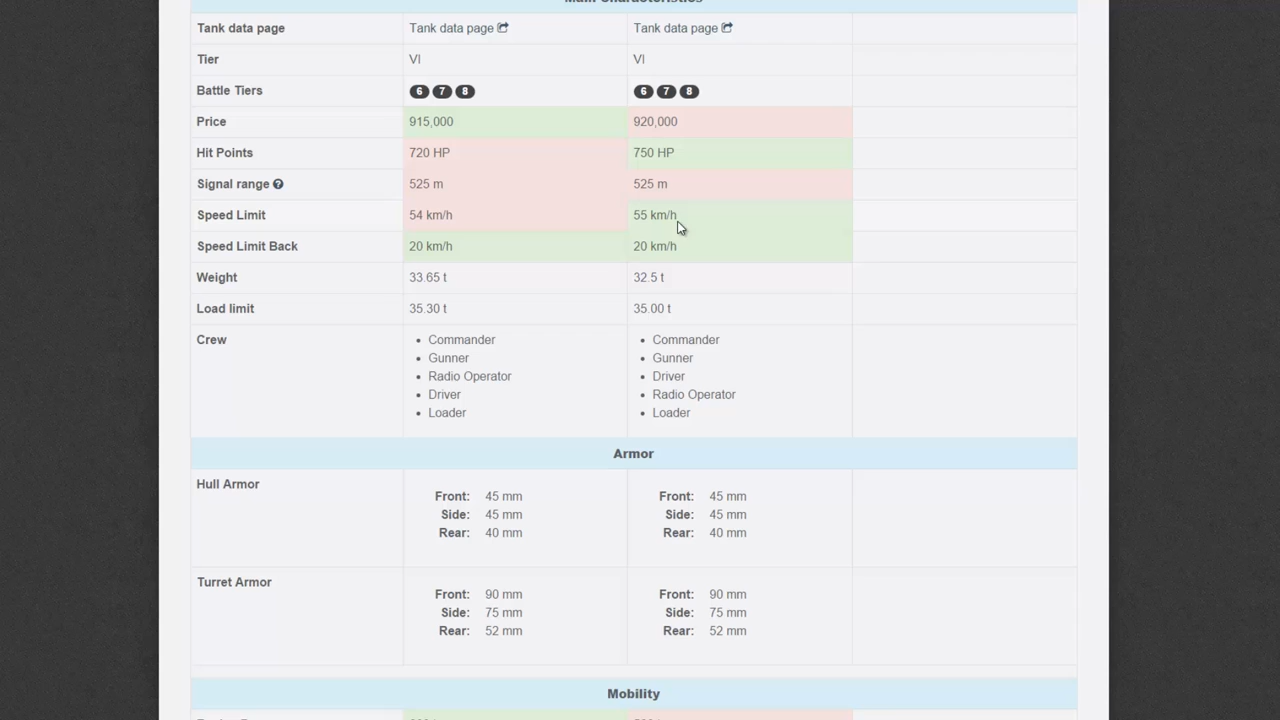 Main Characteristics
Tank data page Tank data page Tank data page
Tier VI VI
Battle Tiers 6 7 8 6 7 8
Price 915,000 920,000
Hit Points 720 HP 750 HP
Signal range ? 525 m 525 m
Speed Limit 54 km/h 55 km/h
Speed Limit Back 20 km/h 20 km/h
Weight 33.65 t 32.5 t
Load limit 35.30 t 35.00 t
Crew Commander Commander
Gunner Gunner
Radio Operator Driver
Driver Radio Operator
Loader Loader
Armor
Hull Armor
Front: 45 mm Front: 45 mm
Side: 45 mm Side: 45 mm
Rear: 40 mm Rear: 40 mm
Turret Armor
Front: 90 mm Front: 90 mm
Side: 75 mm Side: 75 mm
Rear: 52 mm Rear: 52 mm
Mobility